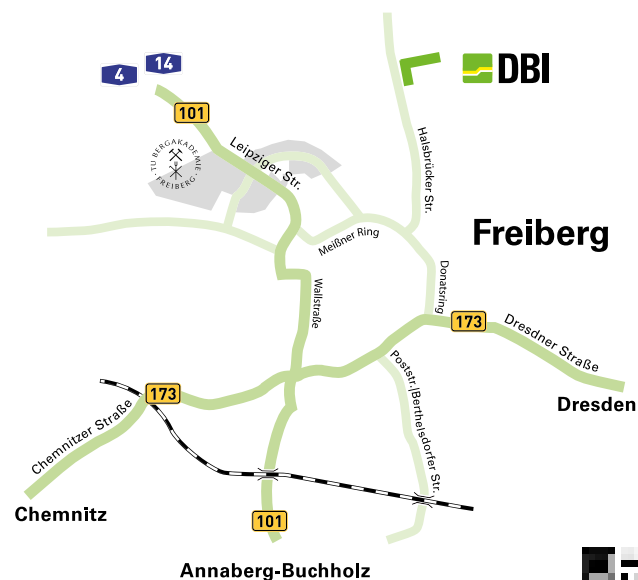 14
4
DBI
101
TU BERGAKADEMIE
FREIBERG
Leipziger Str.
Halsbrücker Str.
Freiberg
Meißner Ring
Donatsring
Wallstraße
173
Dresdner Straße
Poststr.|Berthelsdorfer Str.
173
Dresden
Chemnitzer Straße
Chemnitz
101
Annaberg-Buchholz